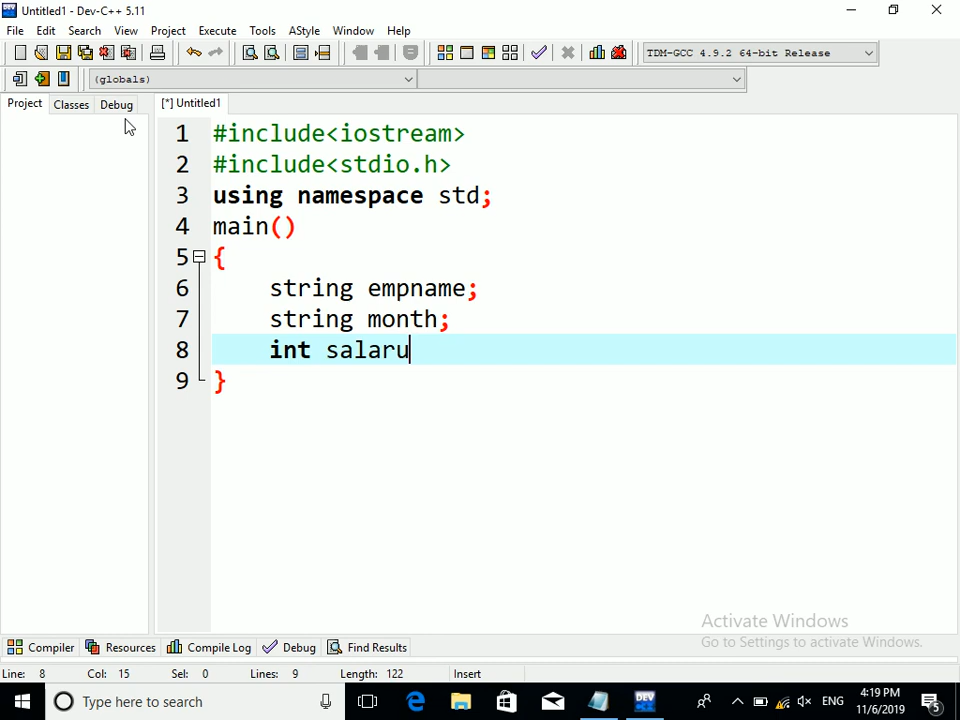 Untitled1 - Dev-C++ 5.11
File Edit Search View Project Execute Tools AStyle Window Help
TDM-GCC 4.9.2 64-bit Release
(globals)
Project Classes Debug [*] Untitled1
1 #include<iostream>
2 #include<stdio.h>
3 using namespace std;
4 main()
5 {
6 string empname;
7 string month;
8 int salaru
9 }
Activate Windows
Go to Settings to activate Windows.
Compiler Resources Compile Log Debug Find Results
Line: 8 Col: 15 Sel: 0 Lines: 9 Length: 122 Insert
Type here to search DEV ENG 4:19 PM
11/6/2019 5